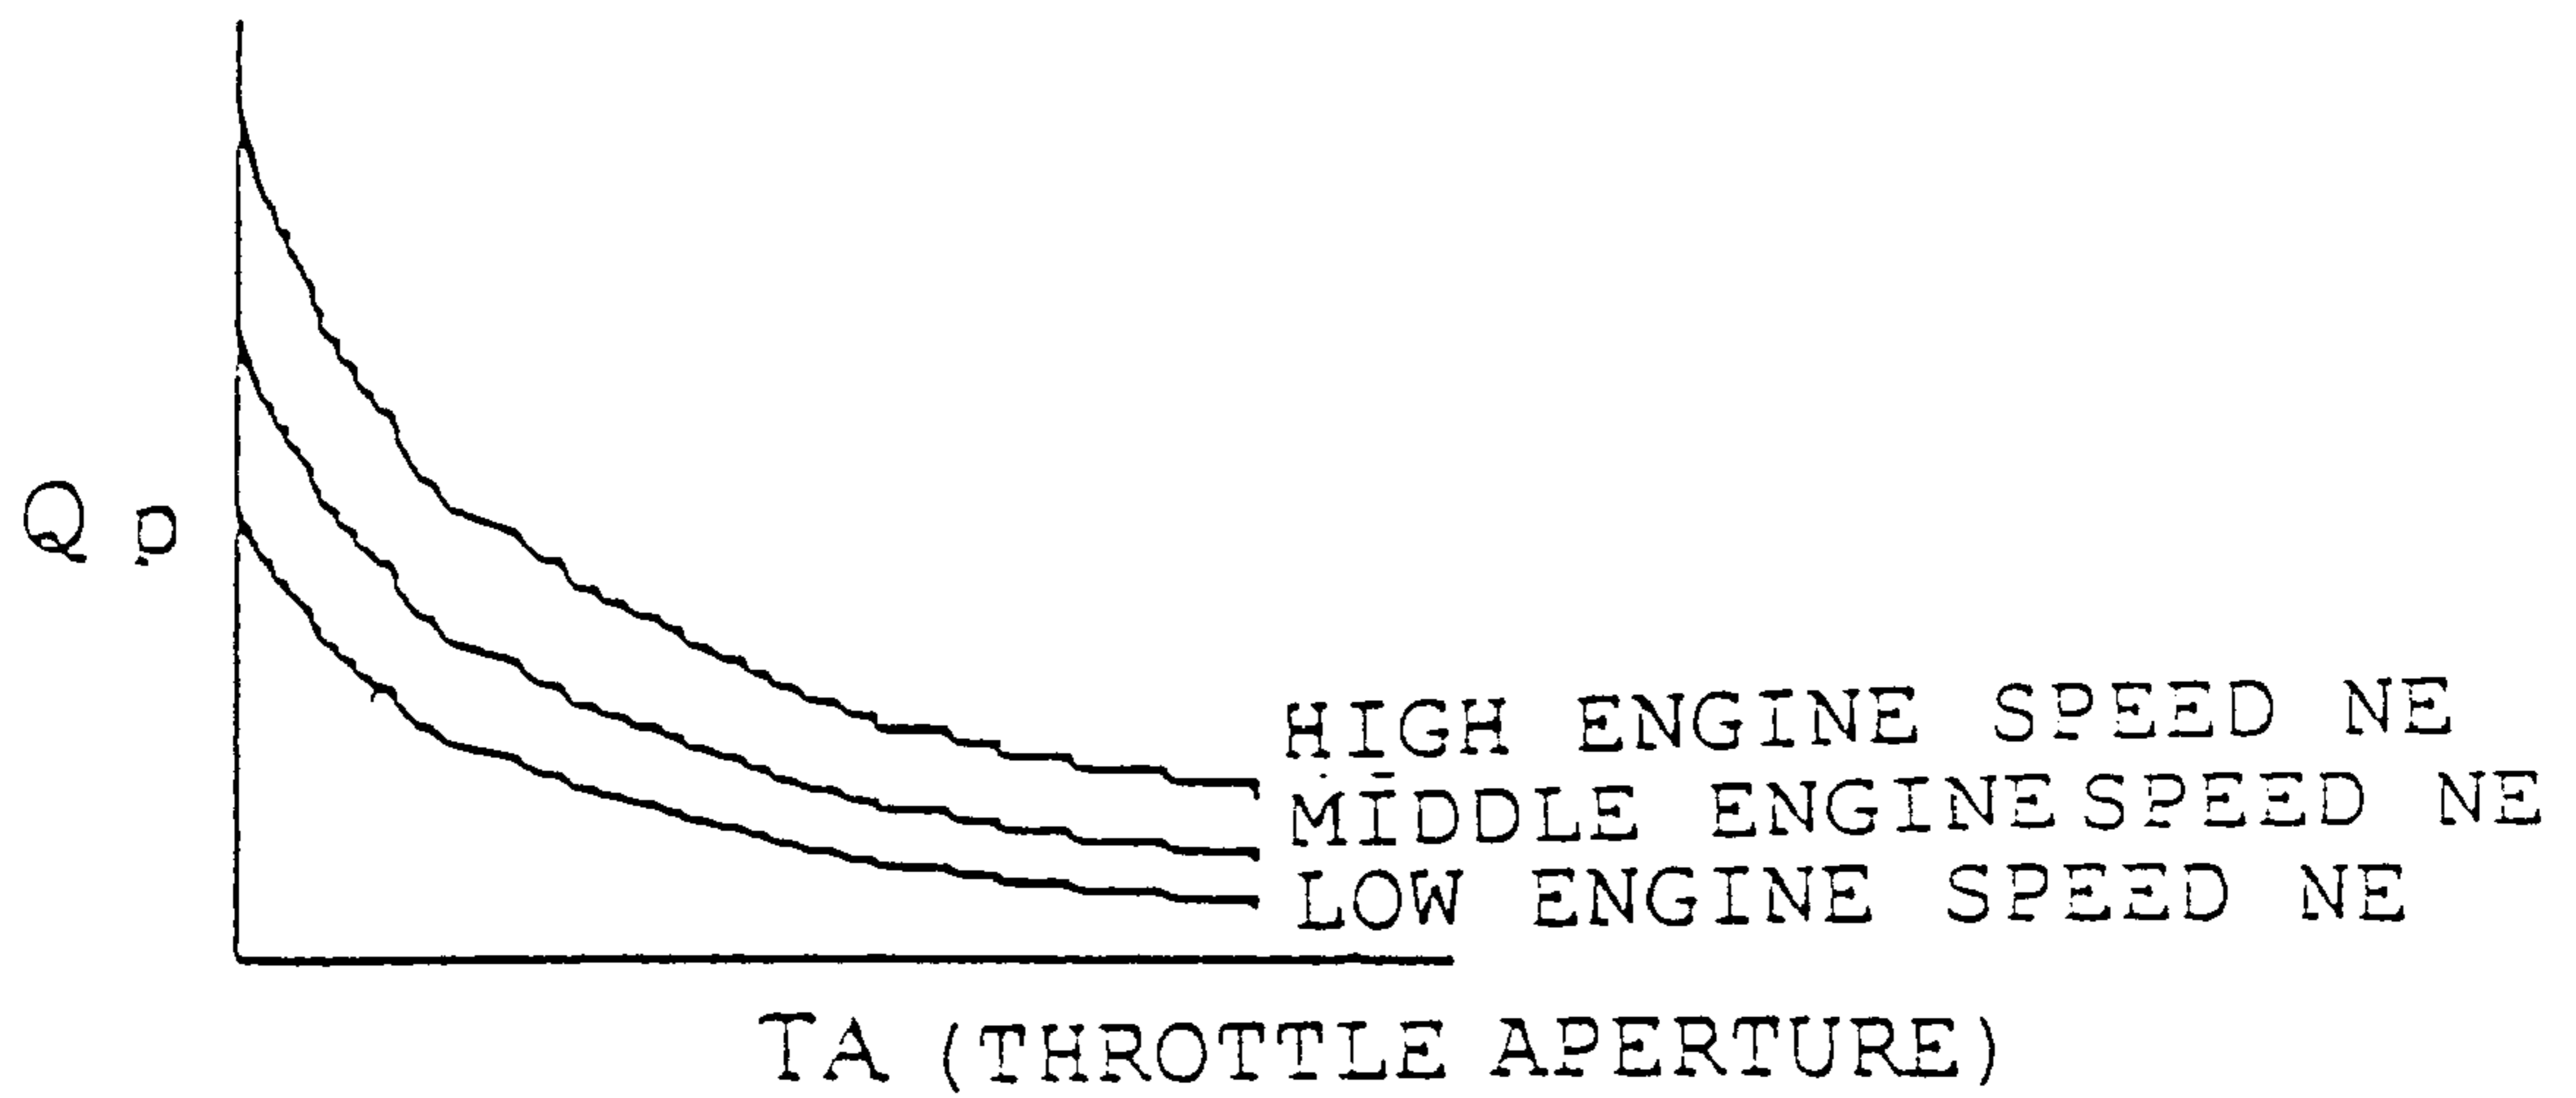 Q p
HIGH ENGINE SPEED NE
MIDDLE ENGINE SPEED NE
LOW ENGINE SPEED NE
TA (THROTTLE APERTURE)